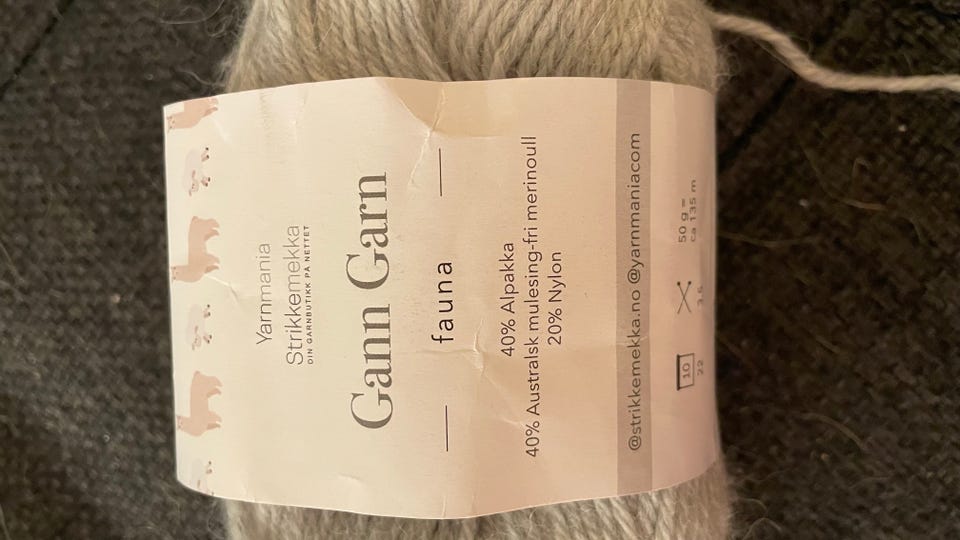 Yarnmania
Strikkemekka
DIN GARNBUTIKK PÅ NETTET
Gann Garn
fauna
40% Alpakka
40% Australsk mulesing-fri merinoull
20% Nylon
@strikkemekka.no @yarnmaniacom
10
22
50 g =
ca 135 m